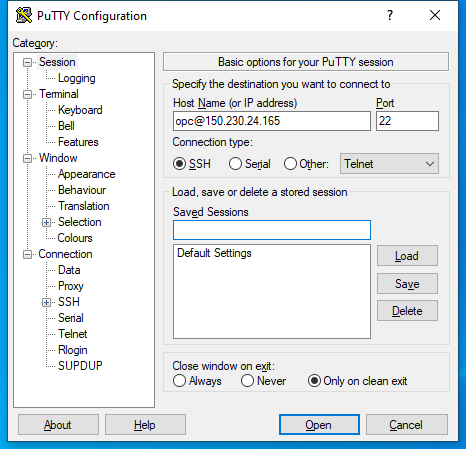 PuTTY Configuration
Category:
Session
Logging
Terminal
Keyboard
Bell
Features
Window
Appearance
Behaviour
Translation
Selection
Colours
Connection
Data
Proxy
SSH
Serial
Telnet
Rlogin
SUPDUP
Basic options for your PuTTY session
Specify the destination you want to connect to
Host Name (or IP address) Port
opc@150.230.24.165 22
Connection type:
SSH Serial Other: Telnet
Load, save or delete a stored session
Saved Sessions
Default Settings
Load
Save
Delete
Close window on exit:
Always Never Only on clean exit
About Help Open Cancel